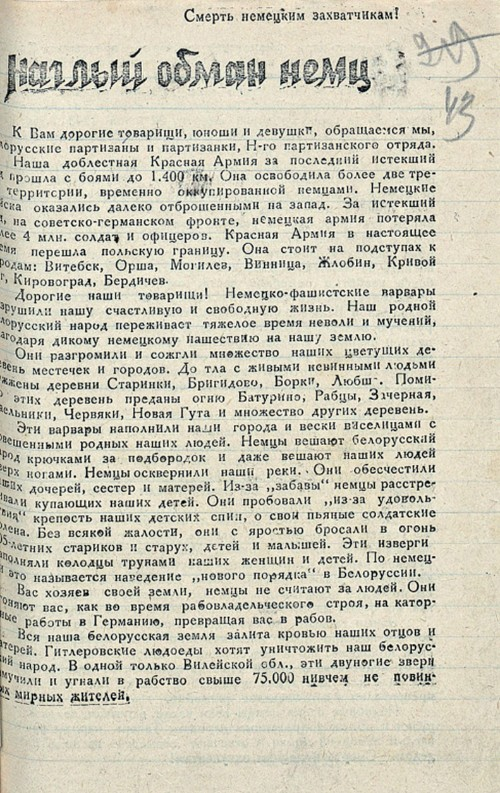 Смерть немецким захватчикам!
Наглый обман немц
43
К Вам дорогие товарищи, юноши и девушки, обращаемся мы,
лорусские партизаны и партизанки, Н-го партизанского отряда.
Наша доблестная Красная Армия за последний истекший
прошла с боями до 1.400 км. Она освободила более две тре-
территории, временно оккупированной немцами. Немецкие
йска оказались далеко отброшенными на запад. За истекший
на советско-германском фронте, немецкая армия потеряла
лее 4 млн. солдат и офицеров. Красная Армия в настоящее
емя перешла польскую границу. Она стоит на подступах к
родам: Витебск, Орша, Могилев, Винница, Жлобин, Кривой
г, Кировоград, Бердичев.
Дорогие наши товарищи! Немецко-фашистские варвары
зрушили нашу счастливую и свободную жизнь. Наш родной
лорусский народ переживает тяжелое время неволи и мучений,
агодаря дикому немецкому нашествию на нашу землю.
Они разгромили и сожгли множество наших цветущих де-
вень местечек и городов. До тла с живыми невинными людьми
жжены деревни Старинки, Бригидово, Борки, Любш-. Поми-
этих деревень преданы огню Батурино, Рабцы, Зачерная,
ельники, Червяки, Новая Гута и множество других деревень.
Эти варвары наполнили наши города и вески виселицами с
овешенными родных наших людей. Немцы вешают белорусский
род крючками за подбородок и даже вешают наших людей
верх ногами. Немцы осквернили наши реки. Они обесчестили
ших дочерей, сестер и матерей. Из-за „забавы" немцы расстре-
ивали купающих наших детей. Они пробовали „из-за удоволь-
твия" крепость наших детских спин, о свои пьяные солдатские
олена. Без всякой жалости, они с яростью бросали в огонь
05-летних стариков и старух, детей и малышей. Эти изверги
аполняли колодцы трупами наших женщин и детей. По немец-
и это называется наведение „нового порядка" в Белоруссии.
Вас хозяев своей земли, немцы не считают за людей. Они
гоняют вас, как во время рабовладельческого строя, на катор-
ные работы в Германию, превращая вас в рабов.
Вся наша белорусская земля залита кровью наших отцов и
атерей. Гитлеровские людоеды хотят уничтожить наш белорус-
ий народ. В одной только Вилейской обл., эти двуногие звери
мучили и угнали в рабство свыше 75.000 нивчем не повин-
ых мирных жителей.